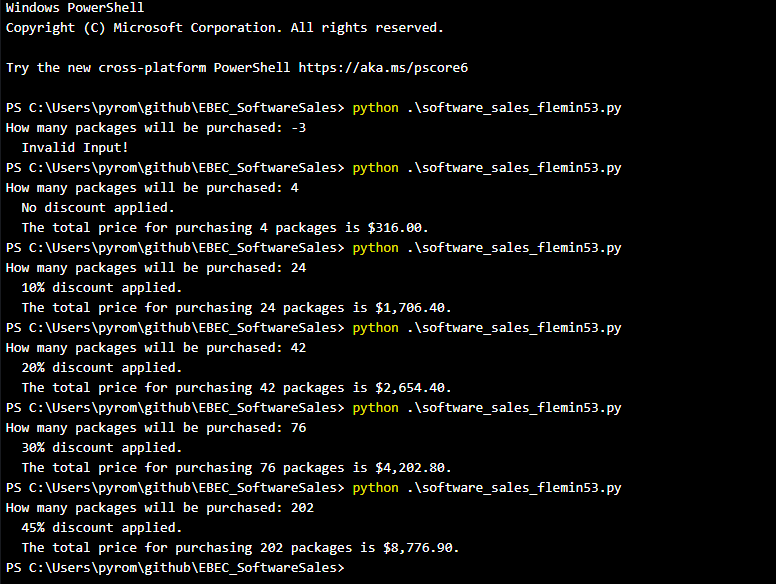 Windows PowerShell
Copyright (C) Microsoft Corporation. All rights reserved.
Try the new cross-platform PowerShell https://aka.ms/pscore6
PS C:\Users\pyrom\github\EBEC_SoftwareSales> python .\software_sales_flemin53.py
How many packages will be purchased: -3
  Invalid Input!
PS C:\Users\pyrom\github\EBEC_SoftwareSales> python .\software_sales_flemin53.py
How many packages will be purchased: 4
  No discount applied.
  The total price for purchasing 4 packages is $316.00.
PS C:\Users\pyrom\github\EBEC_SoftwareSales> python .\software_sales_flemin53.py
How many packages will be purchased: 24
  10% discount applied.
  The total price for purchasing 24 packages is $1,706.40.
PS C:\Users\pyrom\github\EBEC_SoftwareSales> python .\software_sales_flemin53.py
How many packages will be purchased: 42
  20% discount applied.
  The total price for purchasing 42 packages is $2,654.40.
PS C:\Users\pyrom\github\EBEC_SoftwareSales> python .\software_sales_flemin53.py
How many packages will be purchased: 76
  30% discount applied.
  The total price for purchasing 76 packages is $4,202.80.
PS C:\Users\pyrom\github\EBEC_SoftwareSales> python .\software_sales_flemin53.py
How many packages will be purchased: 202
  45% discount applied.
  The total price for purchasing 202 packages is $8,776.90.
PS C:\Users\pyrom\github\EBEC_SoftwareSales>